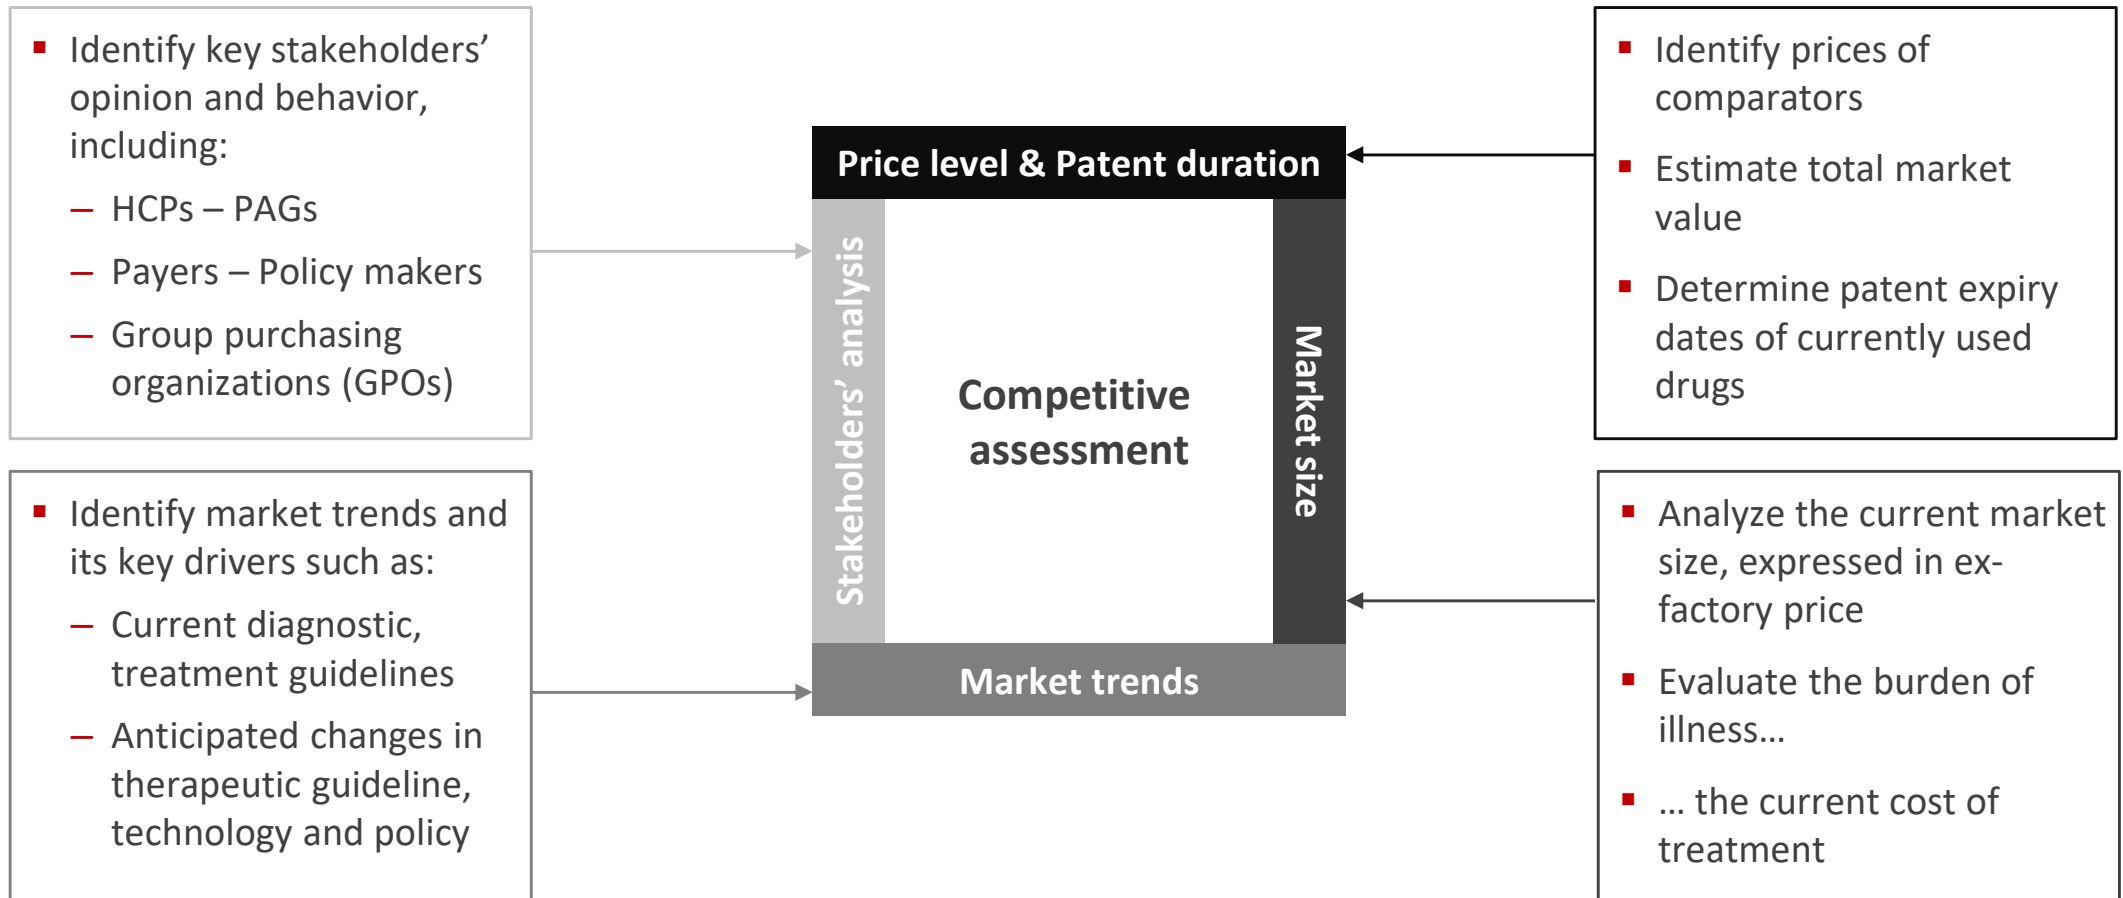 ▪ Identify key stakeholders’
opinion and behavior,
including:
– HCPs – PAGs
– Payers – Policy makers
– Group purchasing
organizations (GPOs)
▪ Identify market trends and
its key drivers such as:
– Current diagnostic,
treatment guidelines
– Anticipated changes in
therapeutic guideline,
technology and policy
Price level & Patent duration
Stakeholders’ analysis
Competitive
assessment
Market size
Market trends
▪ Identify prices of
comparators
▪ Estimate total market
value
▪ Determine patent expiry
dates of currently used
drugs
▪ Analyze the current market
size, expressed in ex-
factory price
▪ Evaluate the burden of
illness…
▪ … the current cost of
treatment